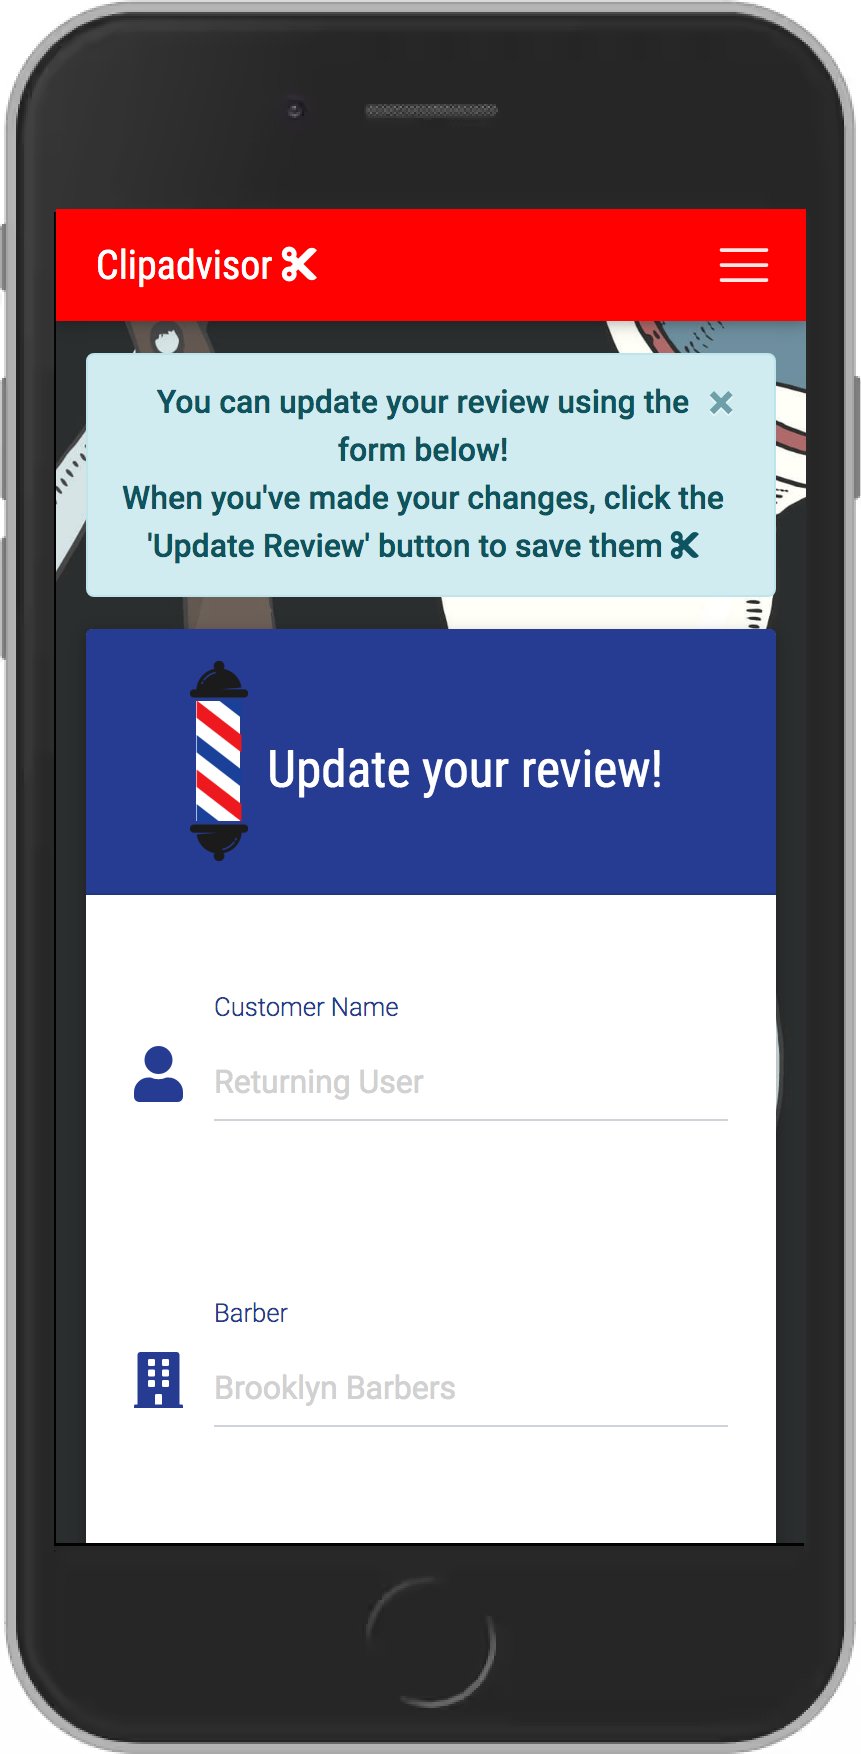 Clipadvisor
You can update your review using the
form below!
When you've made your changes, click the
'Update Review' button to save them
Update your review!
Customer Name
Returning User
Barber
Brooklyn Barbers